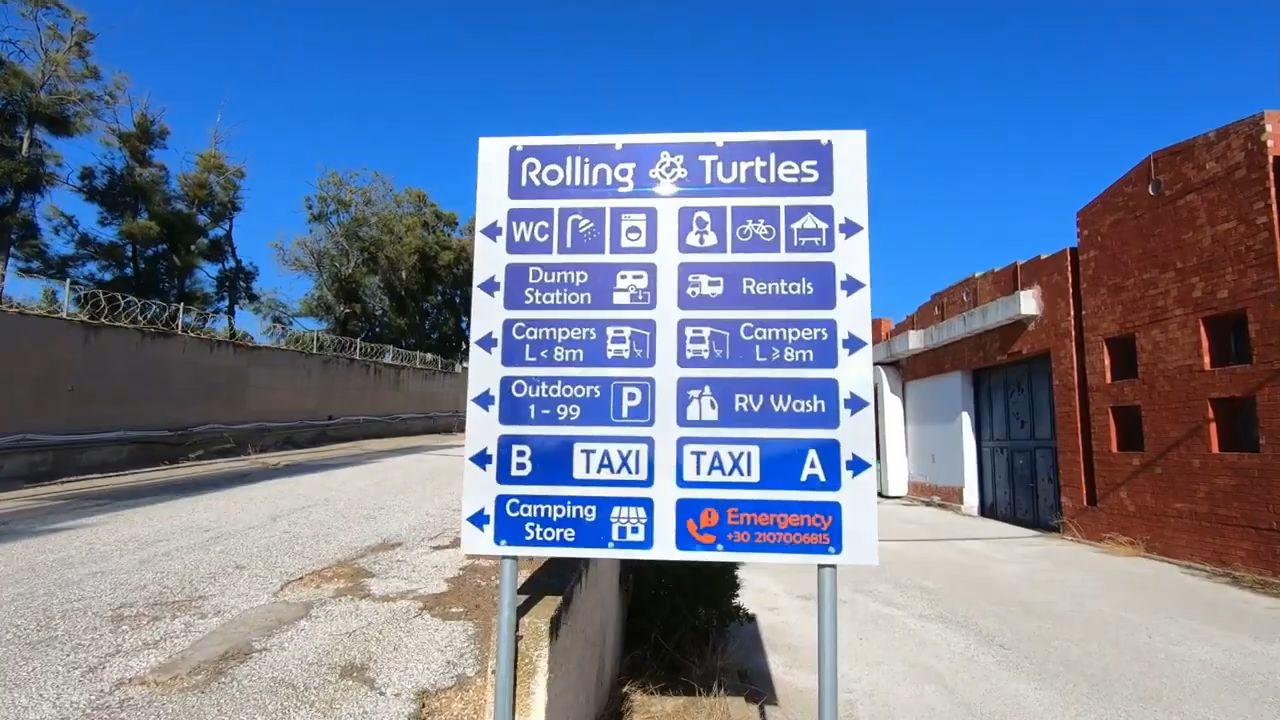 Rolling Turtles
WC
Dump
Station
Rentals
Campers
L < 8m
Campers
L ≥ 8m
Outdoors
1 - 99
P
RV Wash
B TAXI
TAXI A
Camping
Store
Emergency
+30 2107006815